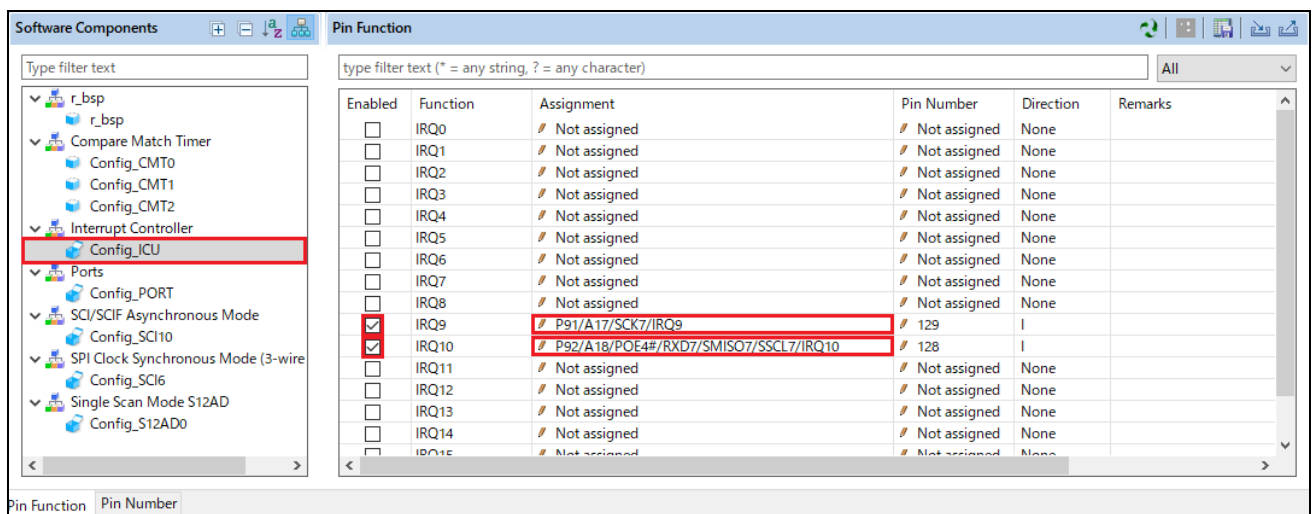 Software Components
Pin Function
Type filter text
type filter text (* = any string, ? = any character)
All
r_bsp
r_bsp
Compare Match Timer
Config_CMT0
Config_CMT1
Config_CMT2
Interrupt Controller
Config_ICU
Ports
Config_PORT
SCI/SCIF Asynchronous Mode
Config_SCI10
SPI Clock Synchronous Mode (3-wire
Config_SCI6
Single Scan Mode S12AD
Config_S12AD0
Enabled Function Assignment Pin Number Direction Remarks
IRQ0 Not assigned Not assigned None
IRQ1 Not assigned Not assigned None
IRQ2 Not assigned Not assigned None
IRQ3 Not assigned Not assigned None
IRQ4 Not assigned Not assigned None
IRQ5 Not assigned Not assigned None
IRQ6 Not assigned Not assigned None
IRQ7 Not assigned Not assigned None
IRQ8 Not assigned Not assigned None
IRQ9 P91/A17/SCK7/IRQ9 129 I
IRQ10 P92/A18/POE4#/RXD7/SMISO7/SSCL7/IRQ10 128 I
IRQ11 Not assigned Not assigned None
IRQ12 Not assigned Not assigned None
IRQ13 Not assigned Not assigned None
IRQ14 Not assigned Not assigned None
IRQ15 Not assigned Not assigned None
Pin Function Pin Number